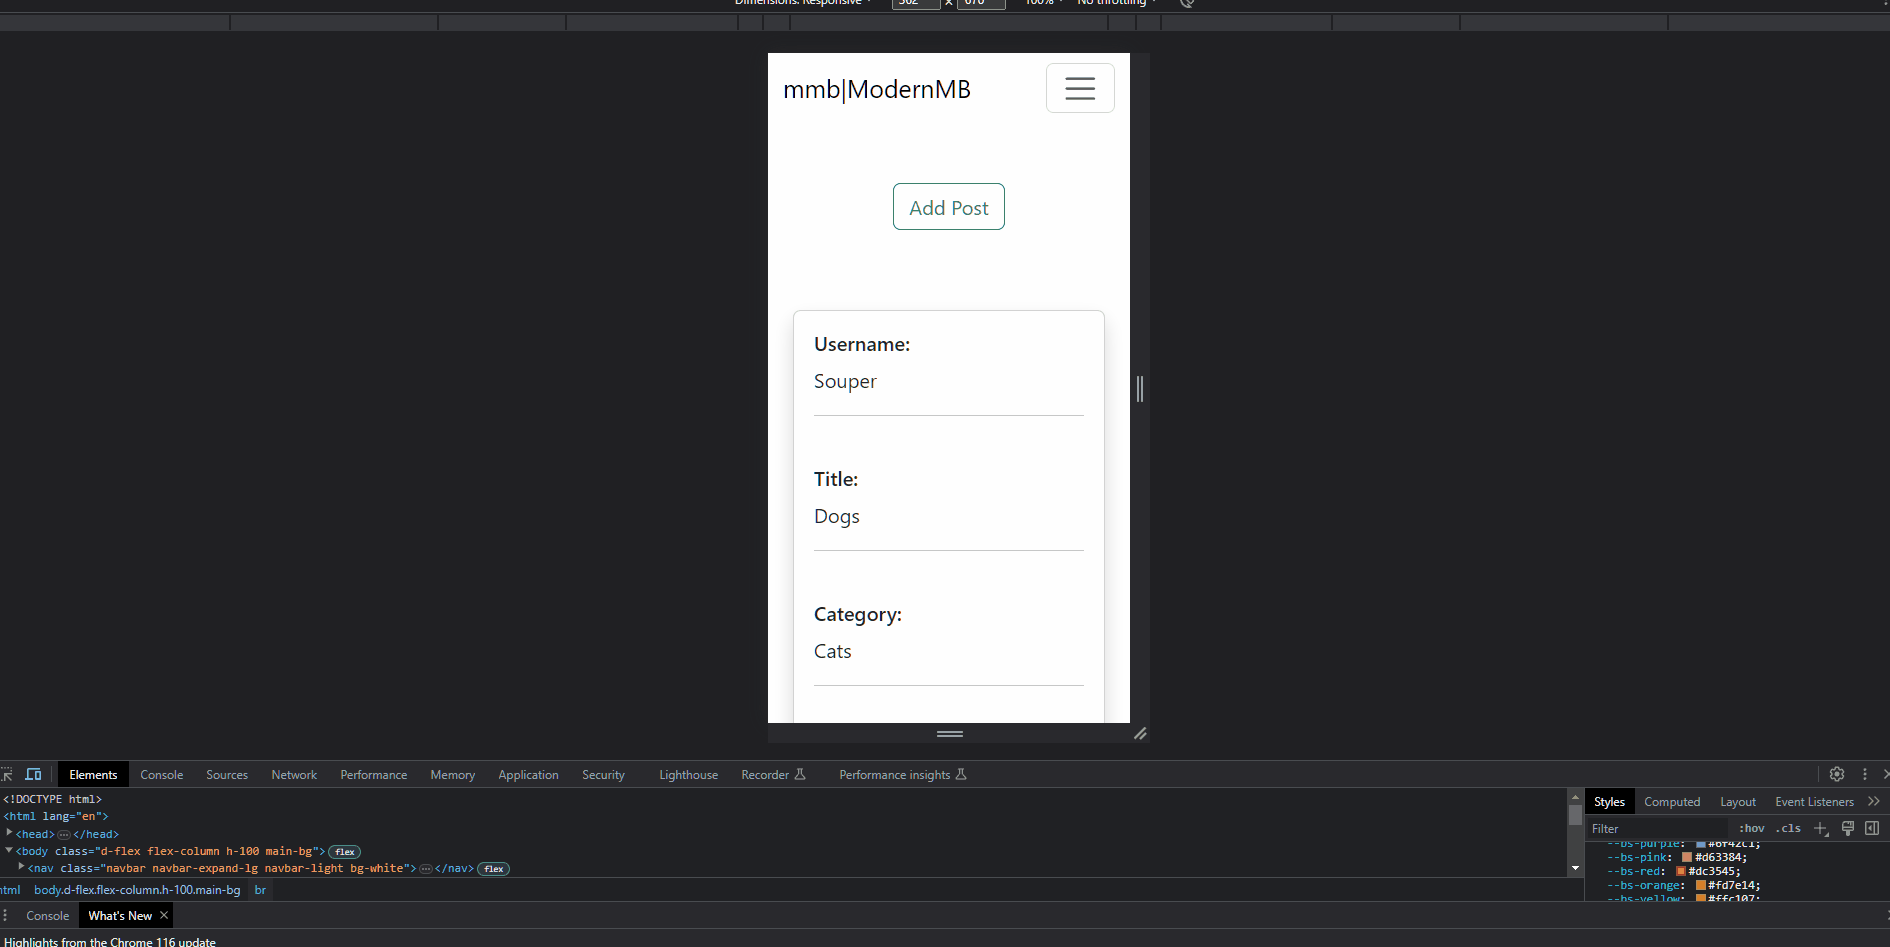 Dimensions: Responsive 362 x 670 100% No throttling
mmb|ModernMB
Add Post
Username:
Souper
Title:
Dogs
Category:
Cats
Elements Console Sources Network Performance Memory Application Security Lighthouse Recorder Performance insights
<!DOCTYPE html>
<html lang="en">
<head> </head>
<body class="d-flex flex-column h-100 main-bg"> flex
<nav class="navbar navbar-expand-lg navbar-light bg-white"> </nav> flex
html body.d-flex.flex-column.h-100.main-bg br
Styles Computed Layout Event Listeners
Filter :hov .cls
--bs-purple: #6f42c1;
--bs-pink: #d63384;
--bs-red: #dc3545;
--bs-orange: #fd7e14;
--bs-yellow: #ffc107;
Console What's New
Highlights from the Chrome 116 update